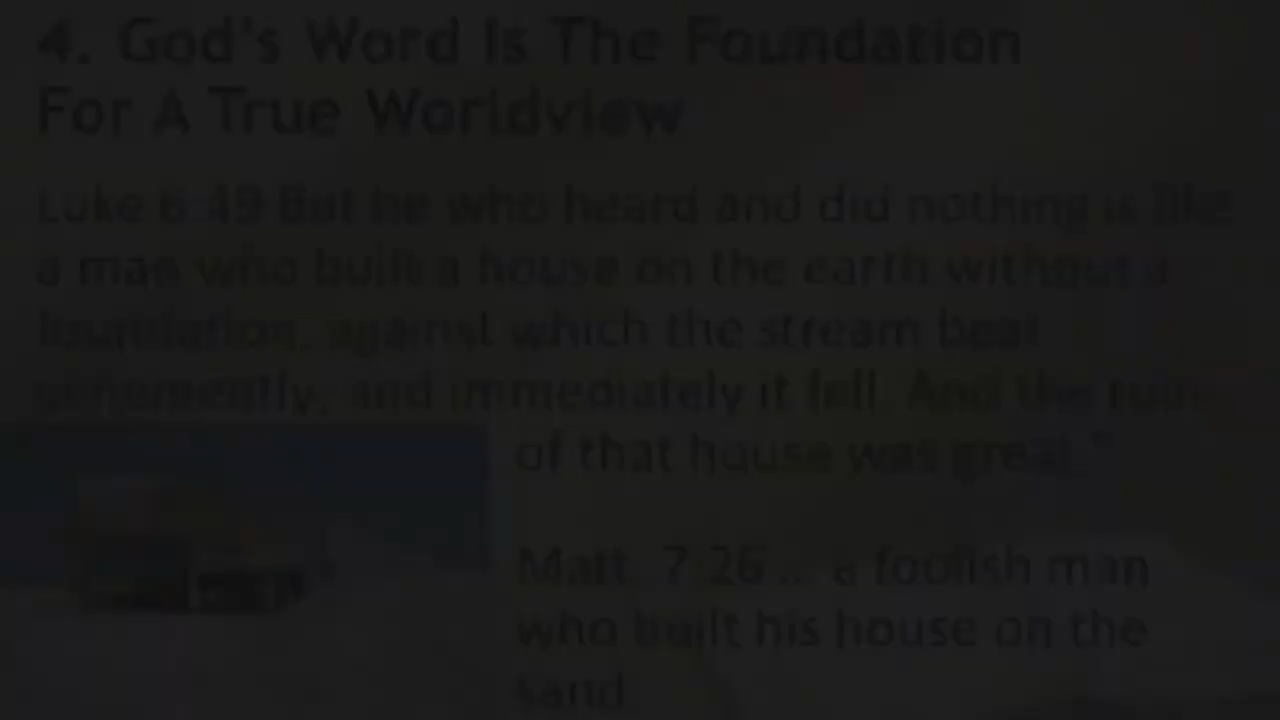 4. God's Word Is The Foundation
For A True Worldview
Luke 6:49 But he who heard and did nothing is like
a man who built a house on the earth without a
foundation, against which the stream beat
vehemently; and immediately it fell. And the ruin
of that house was great."
Matt. 7:26 ... a foolish man
who built his house on the
sand.